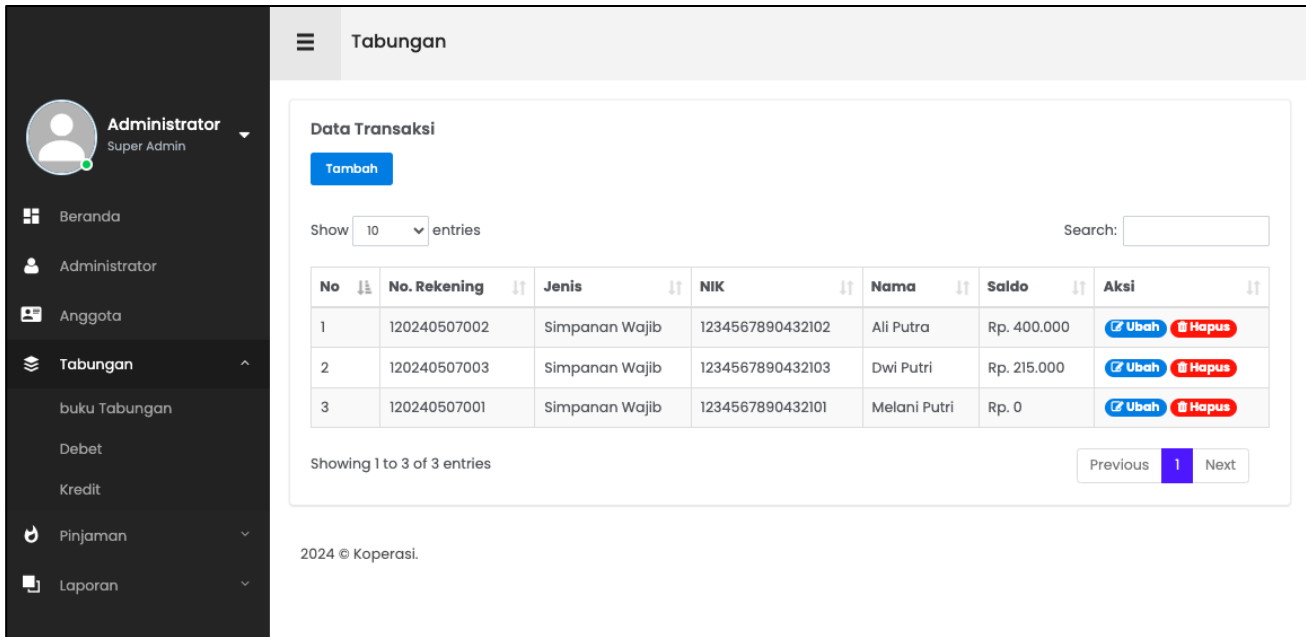 Tabungan
Administrator
Super Admin
Beranda
Administrator
Anggota
Tabungan
buku Tabungan
Debet
Kredit
Pinjaman
Laporan
Data Transaksi
Tambah
Show 10 entries Search:
No No. Rekening Jenis NIK Nama Saldo Aksi
1 120240507002 Simpanan Wajib 1234567890432102 Ali Putra Rp. 400.000 Ubah Hapus
2 120240507003 Simpanan Wajib 1234567890432103 Dwi Putri Rp. 215.000 Ubah Hapus
3 120240507001 Simpanan Wajib 1234567890432101 Melani Putri Rp. 0 Ubah Hapus
Showing 1 to 3 of 3 entries Previous 1 Next
2024 © Koperasi.